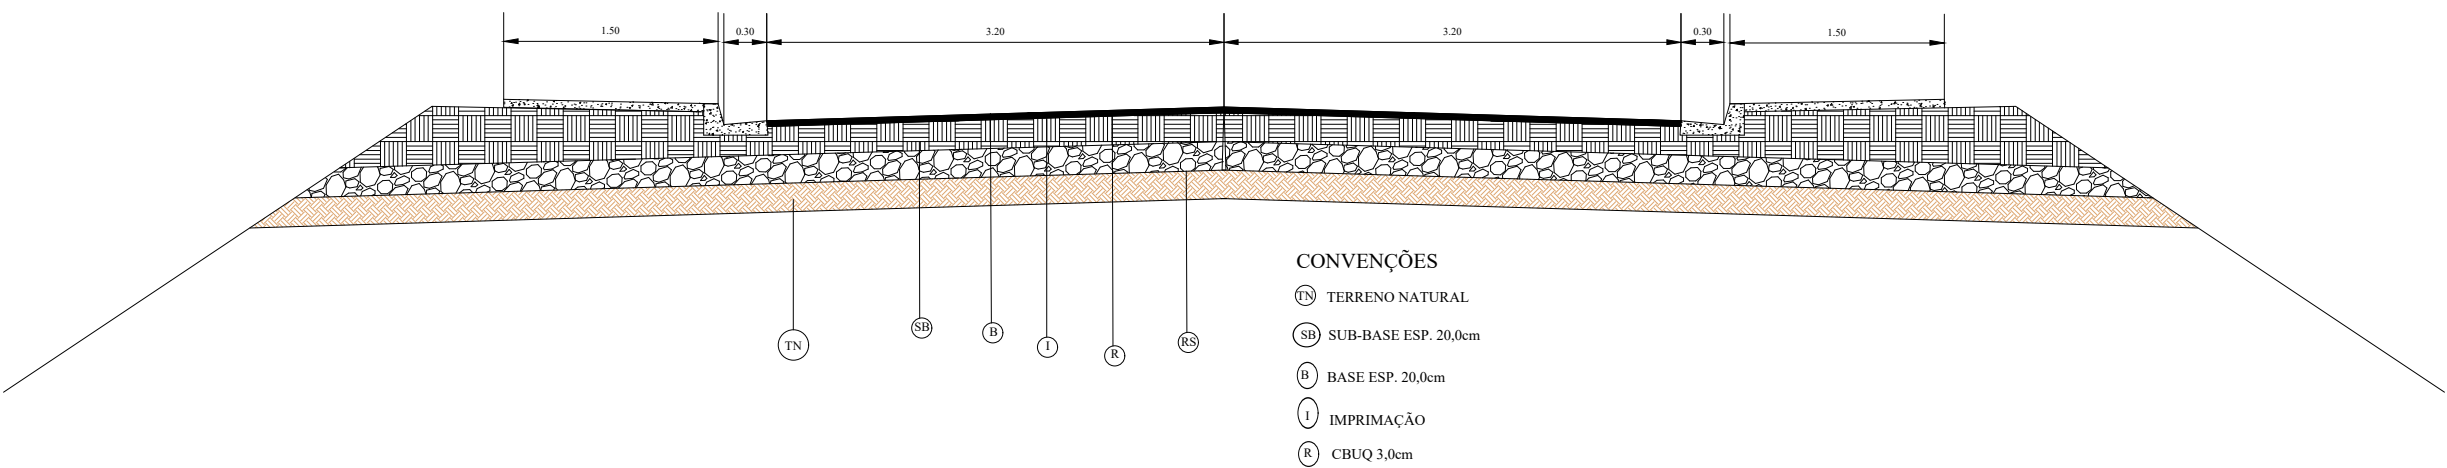 1.50 0.30 3.20 3.20 0.30 1.50
TN SB B I R RS
CONVENÇÕES
TN TERRENO NATURAL
SB SUB-BASE ESP. 20,0cm
B BASE ESP. 20,0cm
I IMPRIMAÇÃO
R CBUQ 3,0cm